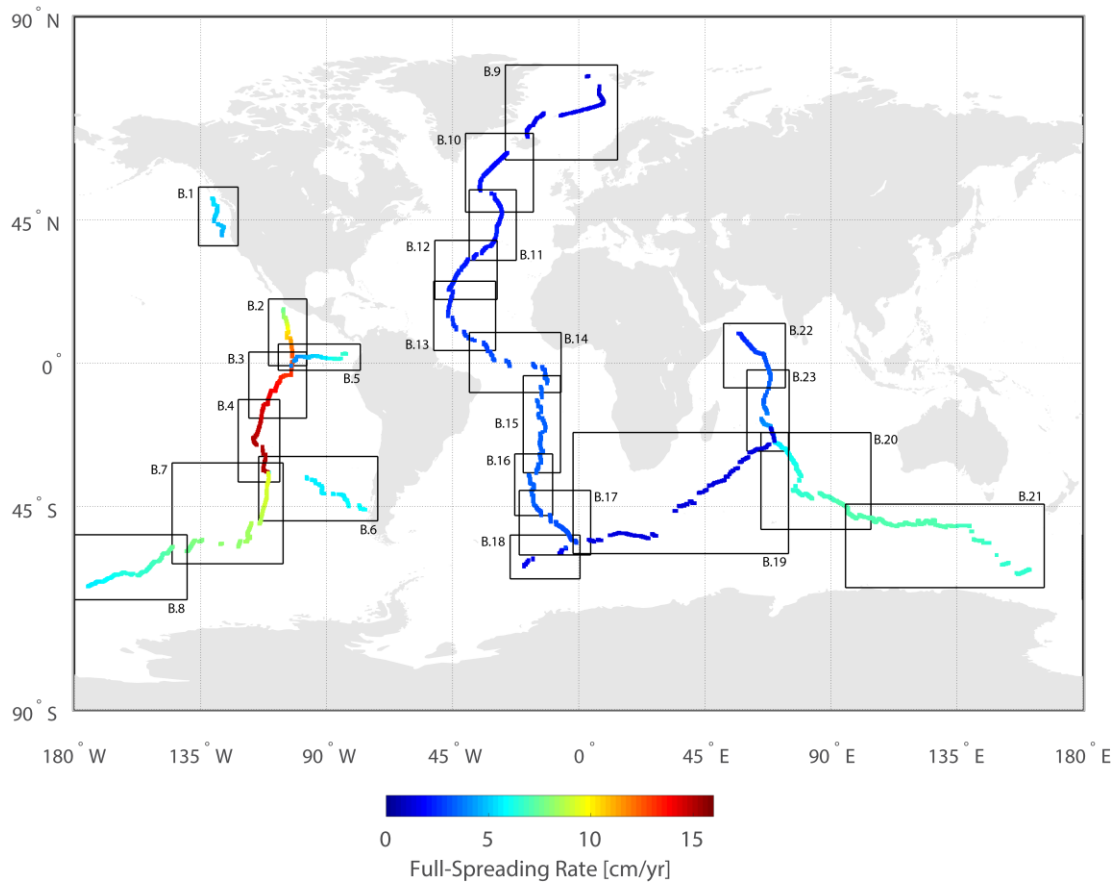 90° N
B.9
B.10
B.1
45° N
B.12
B.11
B.2
B.22
B.14
B.3
0°
B.13
B.5
B.23
B.4
B.15
B.20
B.16
B.7
B.17
B.21
45° S
B.6
B.18
B.19
B.8
90° S
180° W
135° W
90° W
45° W
0°
45° E
90° E
135° E
180° E
0
5
10
15
Full-Spreading Rate [cm/yr]